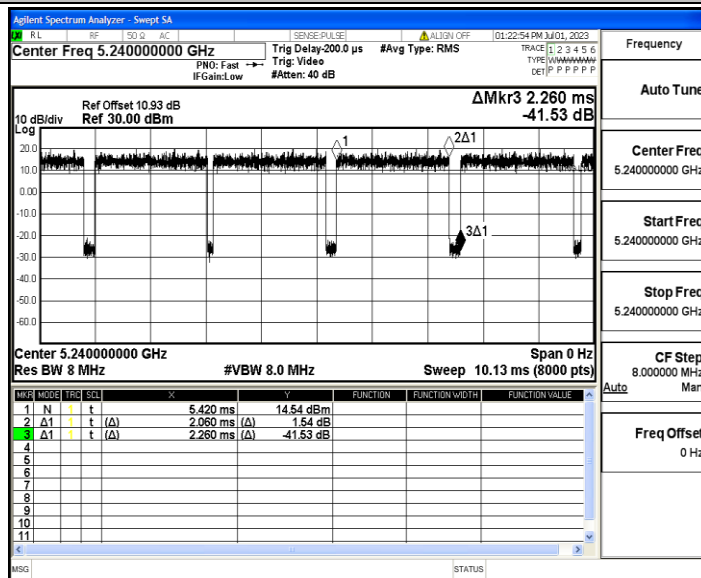 Agilent Spectrum Analyzer - Swept SA
RL RF 50 Ω AC SENSE:PULSE ALIGN OFF 01:22:54 PM Jul 01, 2023
Center Freq 5.240000000 GHz
PNO: Fast
IFGain:Low
Trig Delay-200.0 µs
Trig: Video
#Atten: 40 dB
#Avg Type: RMS
TRACE 1 2 3 4 5 6
TYPE
DET P P P P P P
Ref Offset 10.93 dB
10 dB/div Ref 30.00 dBm
Log
ΔMkr3 2.260 ms
-41.53 dB
20.0
10.0
0.00
-10.0
-20.0
-30.0
-40.0
-50.0
-60.0
1
2Δ1
3Δ1
Center 5.240000000 GHz Span 0 Hz
Res BW 8 MHz #VBW 8.0 MHz Sweep 10.13 ms (8000 pts)
MKR MODE TRC SCL X Y FUNCTION FUNCTION WIDTH FUNCTION VALUE
1 N t 5.420 ms 14.54 dBm
2 Δ1 t (Δ) 2.060 ms (Δ) 1.54 dB
3 Δ1 t (Δ) 2.260 ms (Δ) -41.53 dB
4
5
6
7
8
9
10
11
MSG STATUS
Frequency
Auto Tune
Center Freq
5.240000000 GHz
Start Freq
5.240000000 GHz
Stop Freq
5.240000000 GHz
CF Step
8.000000 MHz
Auto Man
Freq Offset
0 Hz